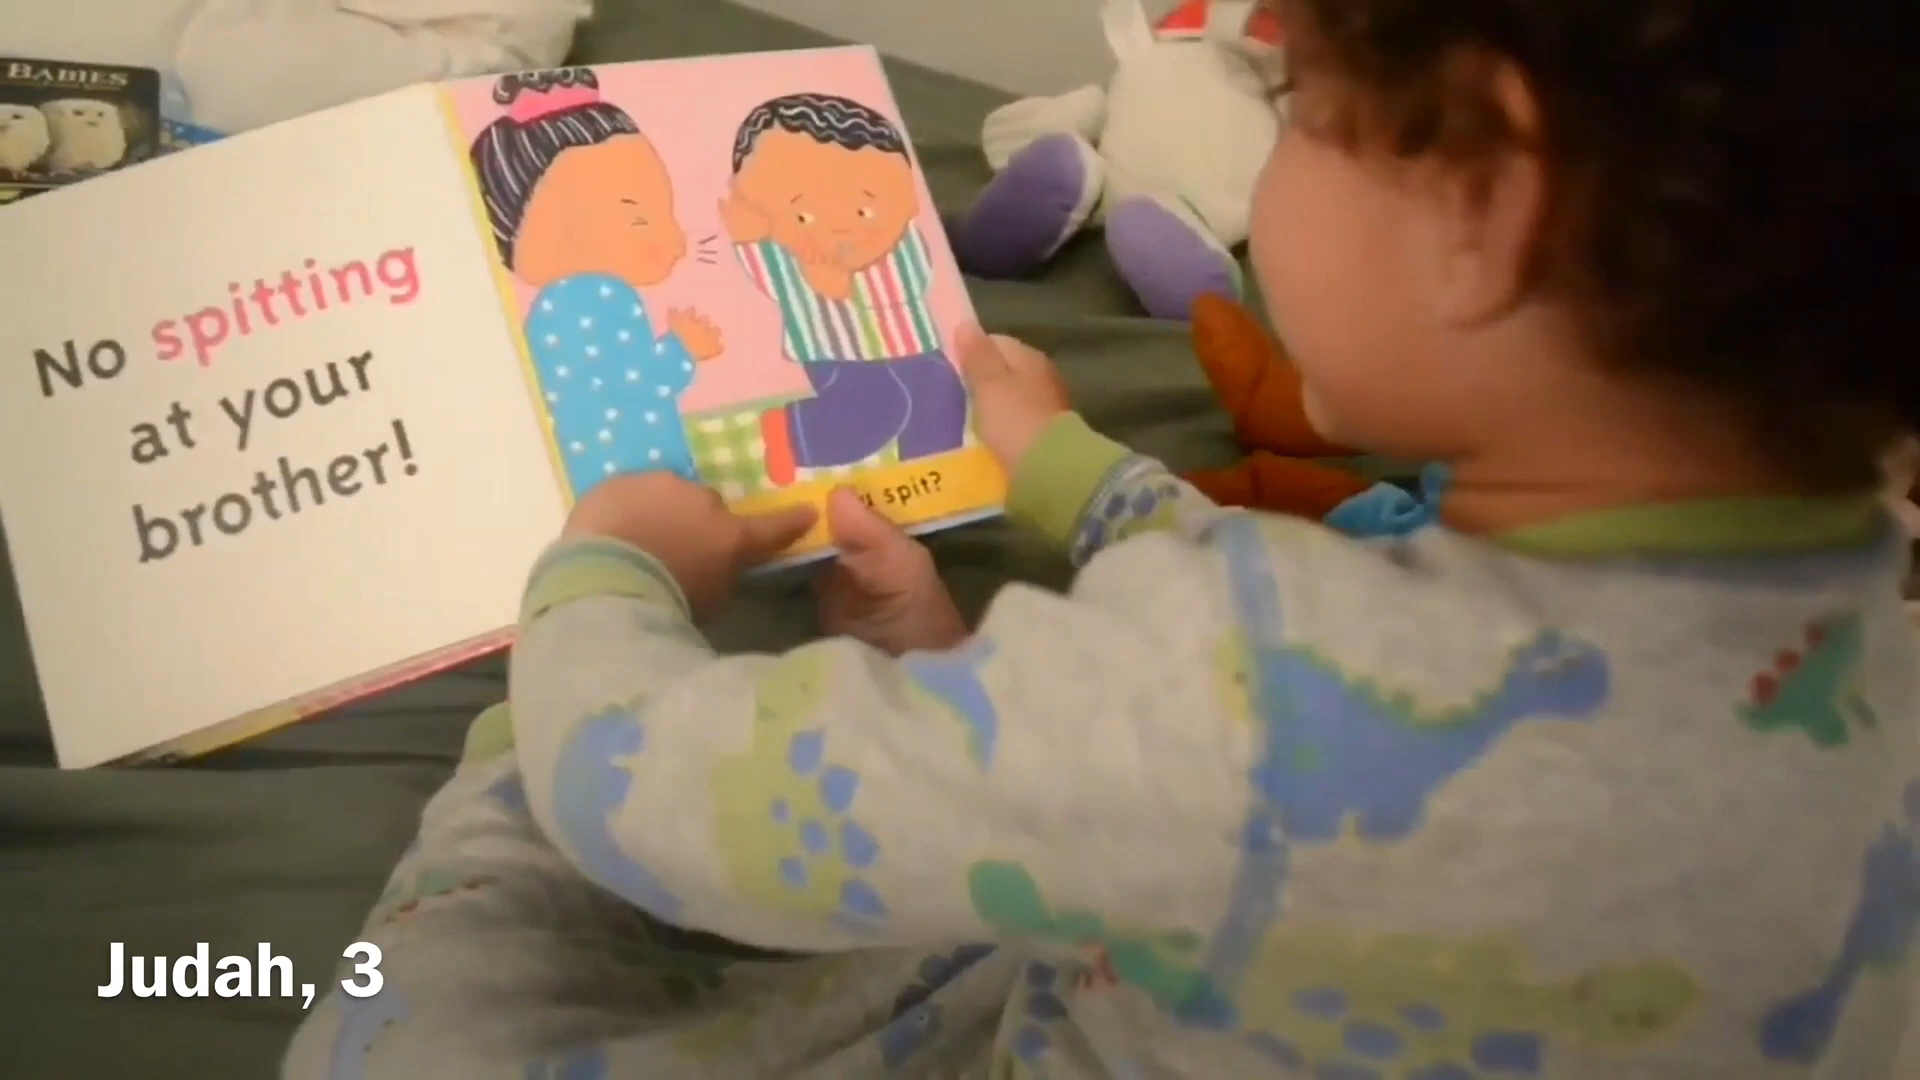 BABIES
No spitting
at your
brother!
spit?
Judah, 3